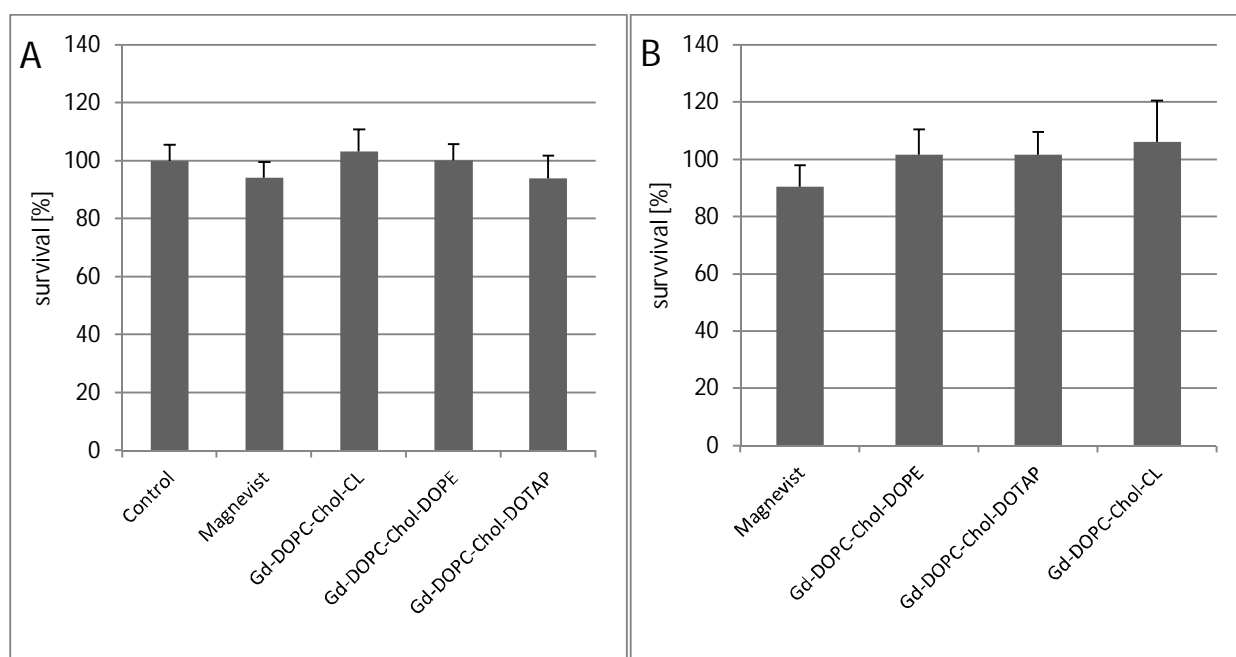 A
140
120
100
80
60
40
20
0
survival [%]
Control
Magnevist
Gd-DOPC-Chol-CL
Gd-DOPC-Chol-DOPE
Gd-DOPC-Chol-DOTAP
B
140
120
100
80
60
40
20
0
survvival [%]
Magnevist
Gd-DOPC-Chol-DOPE
Gd-DOPC-Chol-DOTAP
Gd-DOPC-Chol-CL